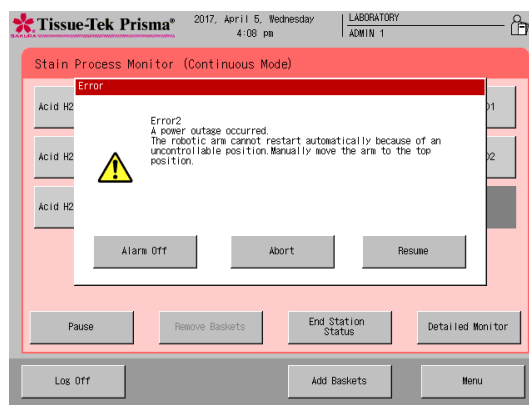 Tissue-Tek Prisma®
SAKURA
2017, April 5, Wednesday
4:08 pm
LABORATORY
ADMIN 1
Stain Process Monitor (Continuous Mode)
Error
Acid H2
01
Error2
A power outage occurred.
The robotic arm cannot restart automatically because of an
uncontrollable position.Manually move the arm to the top
position.
Acid H2
02
Acid H2
Alarm Off
Abort
Resume
Pause
Remove Baskets
End Station
Status
Detailed Monitor
Log Off
Add Baskets
Menu